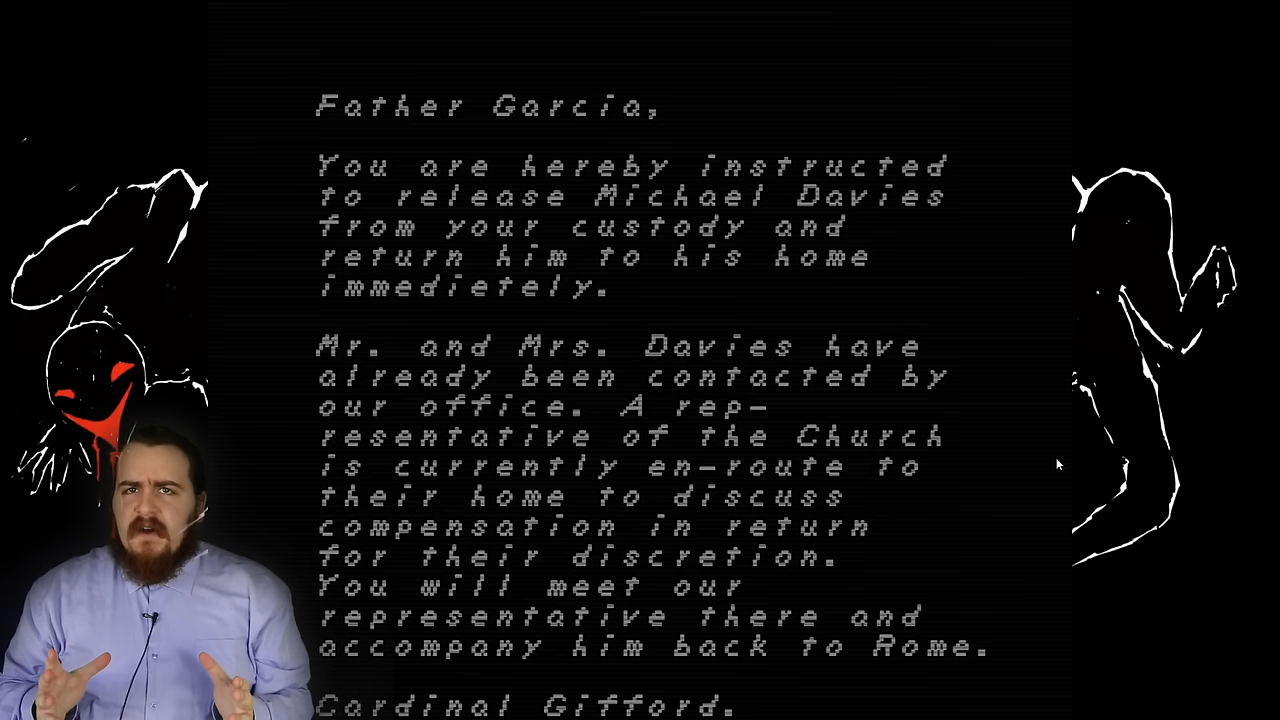 Father Garcia,
You are hereby instructed
to release Michael Davies
from your custody and
return him to his home
immedietely.
Mr. and Mrs. Davies have
already been contacted by
our office. A rep-
resentative of the Church
is currently en-route to
their home to discuss
compensation in return
for their discretion.
You will meet our
representative there and
accompany him back to Rome.
Cardinal Gifford.